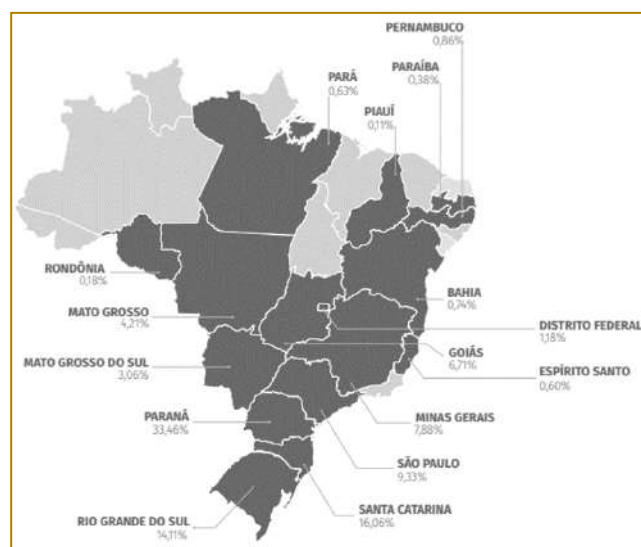 PERNAMBUCO
0,86%
PARAÍBA
0,38%
PARÁ
0,63%
PIAUÍ
0,11%
RONDÔNIA
0,18%
BAHIA
0,74%
MATO GROSSO
4,21%
DISTRITO FEDERAL
1,18%
GOIÁS
6,71%
MATO GROSSO DO SUL
3,06%
ESPÍRITO SANTO
0,60%
PARANÁ
33,46%
MINAS GERAIS
7,88%
SÃO PAULO
9,33%
SANTA CATARINA
16,06%
RIO GRANDE DO SUL
14,11%